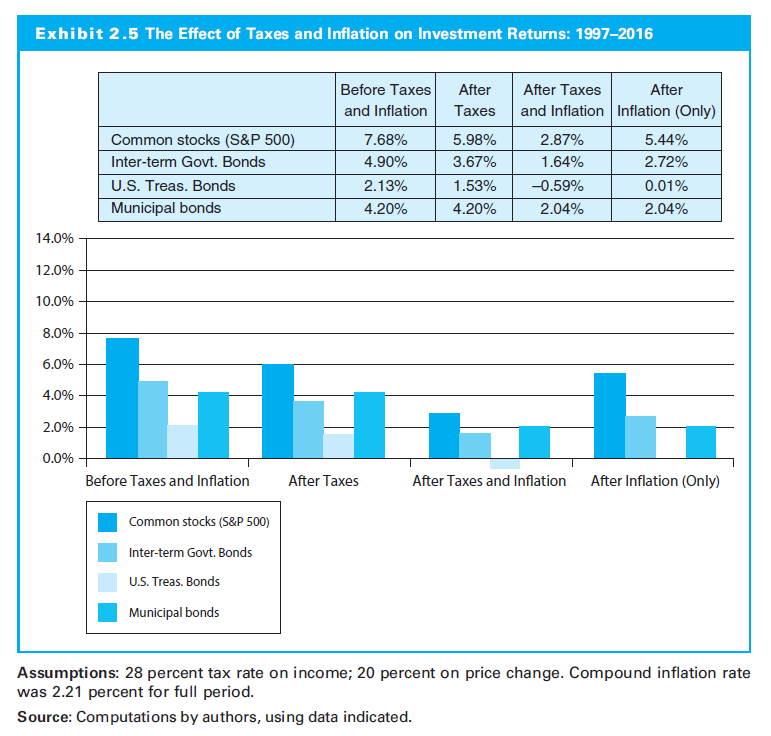 Exhibit 2.5 The Effect of Taxes and Inflation on Investment Returns: 1997–2016
Before Taxes and Inflation After Taxes After Taxes and Inflation After Inflation (Only)
Common stocks (S&P 500) 7.68% 5.98% 2.87% 5.44%
Inter-term Govt. Bonds 4.90% 3.67% 1.64% 2.72%
U.S. Treas. Bonds 2.13% 1.53% –0.59% 0.01%
Municipal bonds 4.20% 4.20% 2.04% 2.04%
14.0%
12.0%
10.0%
8.0%
6.0%
4.0%
2.0%
0.0%
Before Taxes and Inflation After Taxes After Taxes and Inflation After Inflation (Only)
Common stocks (S&P 500)
Inter-term Govt. Bonds
U.S. Treas. Bonds
Municipal bonds
Assumptions: 28 percent tax rate on income; 20 percent on price change. Compound inflation rate
was 2.21 percent for full period.
Source: Computations by authors, using data indicated.